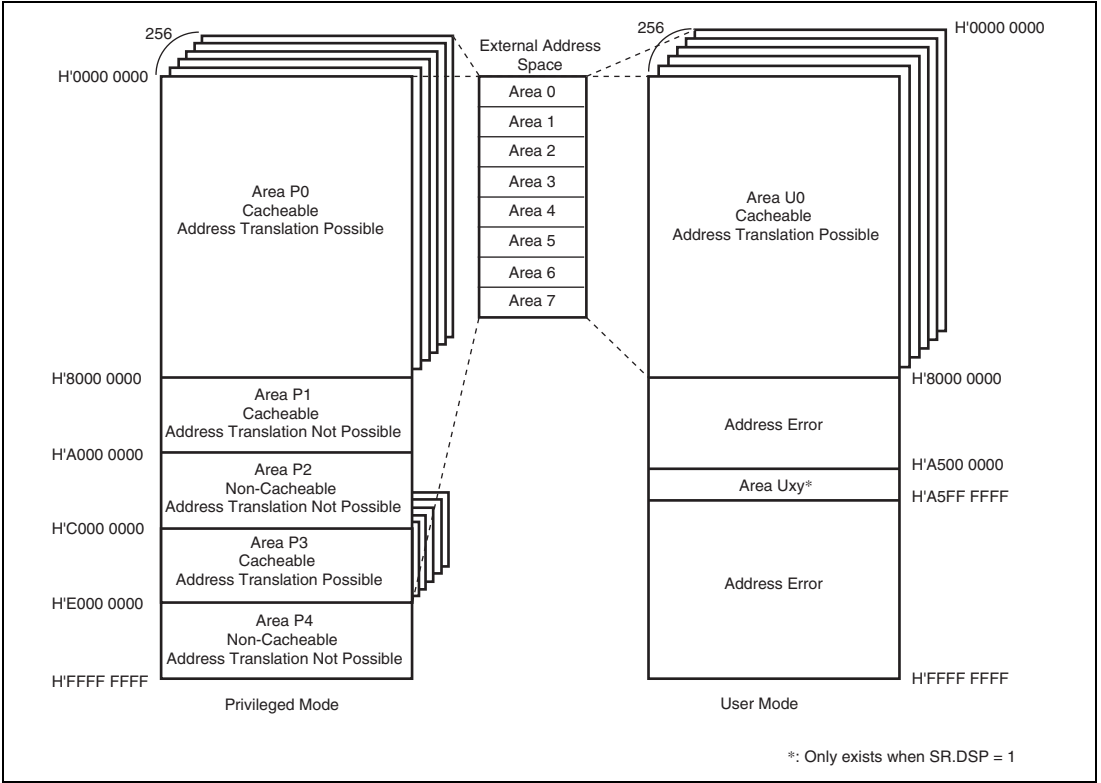 256
H'0000 0000
Area P0
Cacheable
Address Translation Possible
H'8000 0000
Area P1
Cacheable
Address Translation Not Possible
H'A000 0000
Area P2
Non-Cacheable
Address Translation Not Possible
H'C000 0000
Area P3
Cacheable
Address Translation Possible
H'E000 0000
Area P4
Non-Cacheable
Address Translation Not Possible
H'FFFF FFFF
Privileged Mode
External Address
Space
Area 0
Area 1
Area 2
Area 3
Area 4
Area 5
Area 6
Area 7
256
H'0000 0000
Area U0
Cacheable
Address Translation Possible
H'8000 0000
Address Error
H'A500 0000
Area Uxy*
H'A5FF FFFF
Address Error
H'FFFF FFFF
User Mode
*: Only exists when SR.DSP = 1